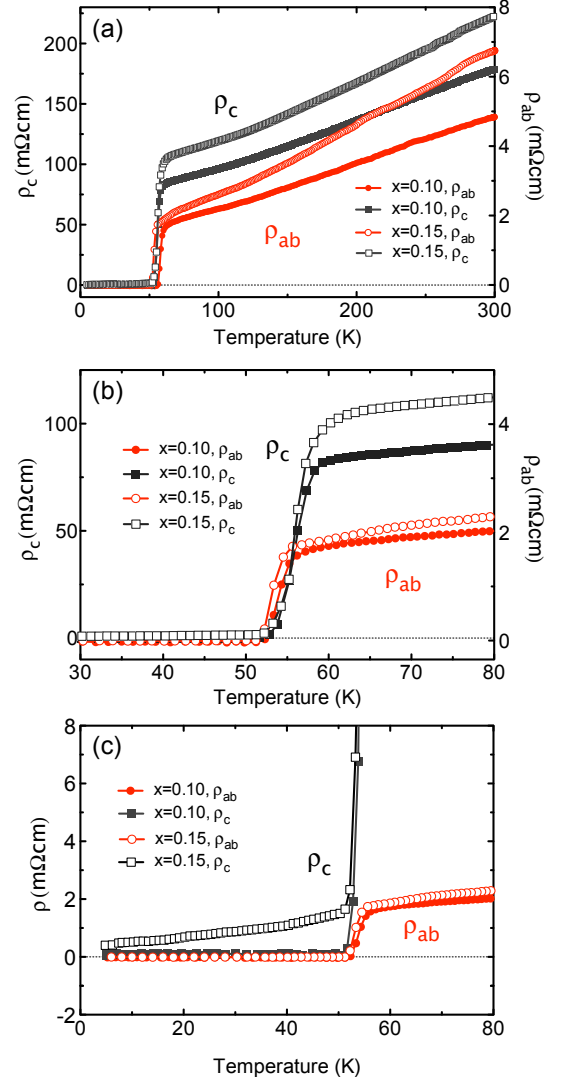 (a)
200
150
100
50
0
ρc (mΩcm)
8
6
4
2
0
ρab (mΩcm)
ρc
ρab
x=0.10, ρab
x=0.10, ρc
x=0.15, ρab
x=0.15, ρc
100
200
300
Temperature (K)
(b)
100
50
0
ρc (mΩcm)
4
2
0
ρab (mΩcm)
x=0.10, ρab
x=0.10, ρc
x=0.15, ρab
x=0.15, ρc
ρc
ρab
30
40
50
60
70
80
Temperature (K)
(c)
8
6
4
2
0
-2
ρ (mΩcm)
x=0.10, ρab
x=0.10, ρc
x=0.15, ρab
x=0.15, ρc
ρc
ρab
0
20
40
60
80
Temperature (K)